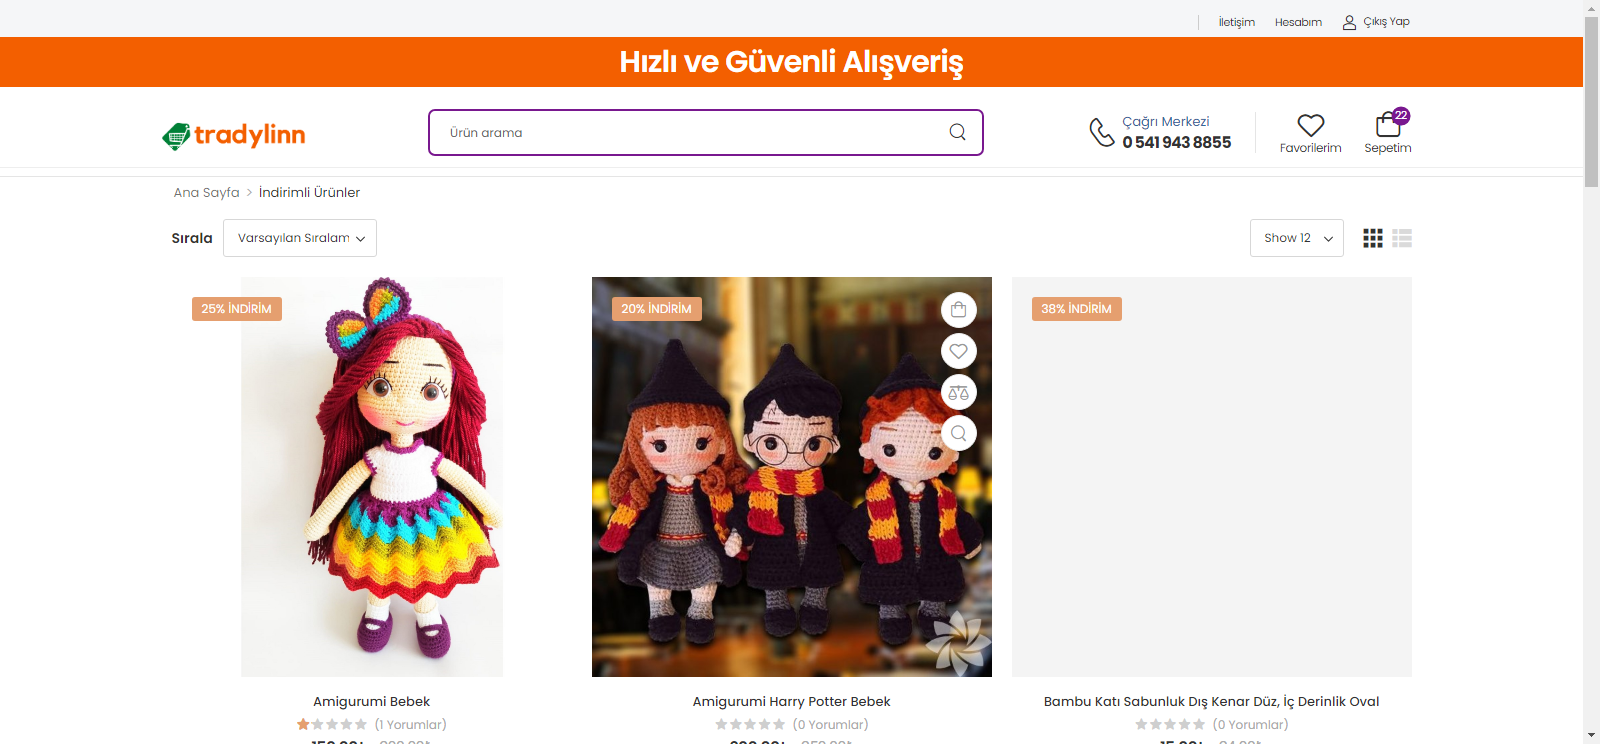 İletişim Hesabım Çıkış Yap
Hızlı ve Güvenli Alışveriş
tradylinn
Ürün arama
Çağrı Merkezi
0 541 943 8855
Favorilerim
22
Sepetim
Ana Sayfa > İndirimli Ürünler
Sırala Varsayılan Sıralam
Show 12
25% İNDİRİM
20% İNDİRİM
38% İNDİRİM
Amigurumi Bebek
(1 Yorumlar)
Amigurumi Harry Potter Bebek
(0 Yorumlar)
Bambu Katı Sabunluk Dış Kenar Düz, İç Derinlik Oval
(0 Yorumlar)